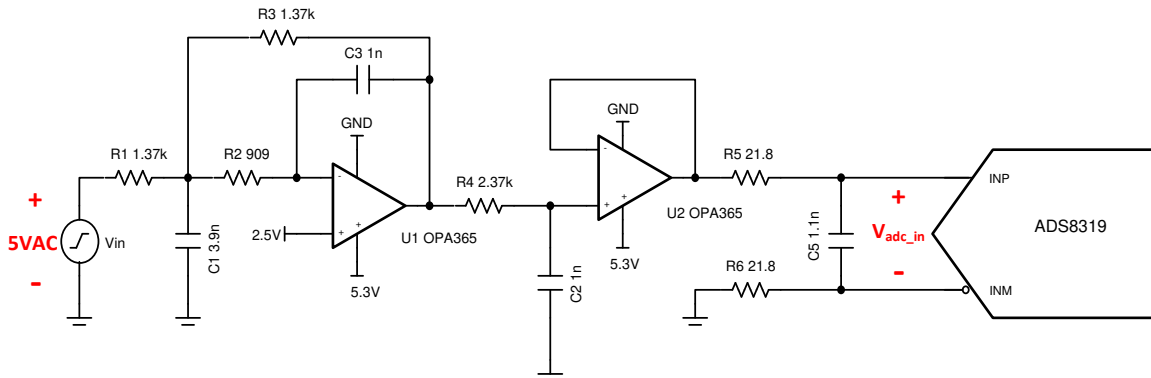 R3 1.37k
C3 1n
GND
GND
R1 1.37k
R2 909
R5 21.8
INP
+
-
+
+
-
+
+
R4 2.37k
+
5VAC
-
Vin
C1 3.9n
2.5V
U1 OPA365
U2 OPA365
+
Vadc_in
-
C5 1.1n
ADS8319
5.3V
5.3V
R6 21.8
INM
C2 1n